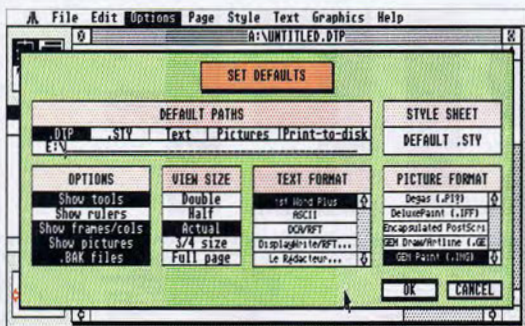 File Edit Options Page Style Text Graphics Help
A:\UNTITLED.DTP
SET DEFAULTS
DEFAULT PATHS
.DTP .STY Text Pictures Print-to-disk
E:\
STYLE SHEET
DEFAULT .STY
OPTIONS
Show tools
Show rulers
Show frames/cols
Show pictures
.BAK files
VIEW SIZE
Double
Half
Actual
3/4 size
Full page
TEXT FORMAT
1st Word Plus
ASCII
DCA/RFT
DisplayWrite/RFT...
Le Rédacteur...
PICTURE FORMAT
Degas (.PI?)
DeluxePaint (.IFF)
Encapsulated PostScri
GEM Draw/Artline (.GE
GEM Paint (.IMG)
OK CANCEL